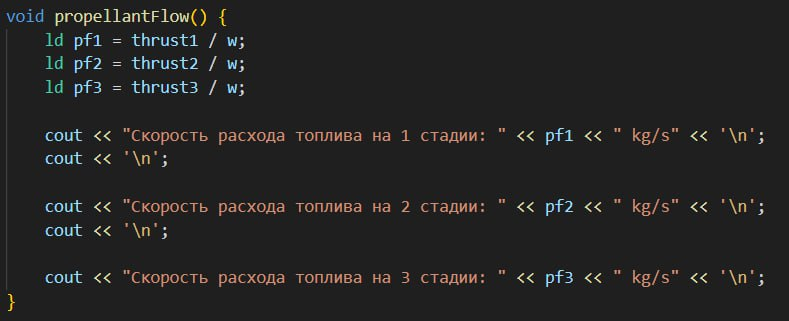 void propellantFlow() {
    ld pf1 = thrust1 / w;
    ld pf2 = thrust2 / w;
    ld pf3 = thrust3 / w;

    cout << "Скорость расхода топлива на 1 стадии: " << pf1 << " kg/s" << '\n';
    cout << '\n';

    cout << "Скорость расхода топлива на 2 стадии: " << pf2 << " kg/s" << '\n';
    cout << '\n';

    cout << "Скорость расхода топлива на 3 стадии: " << pf3 << " kg/s" << '\n';
}